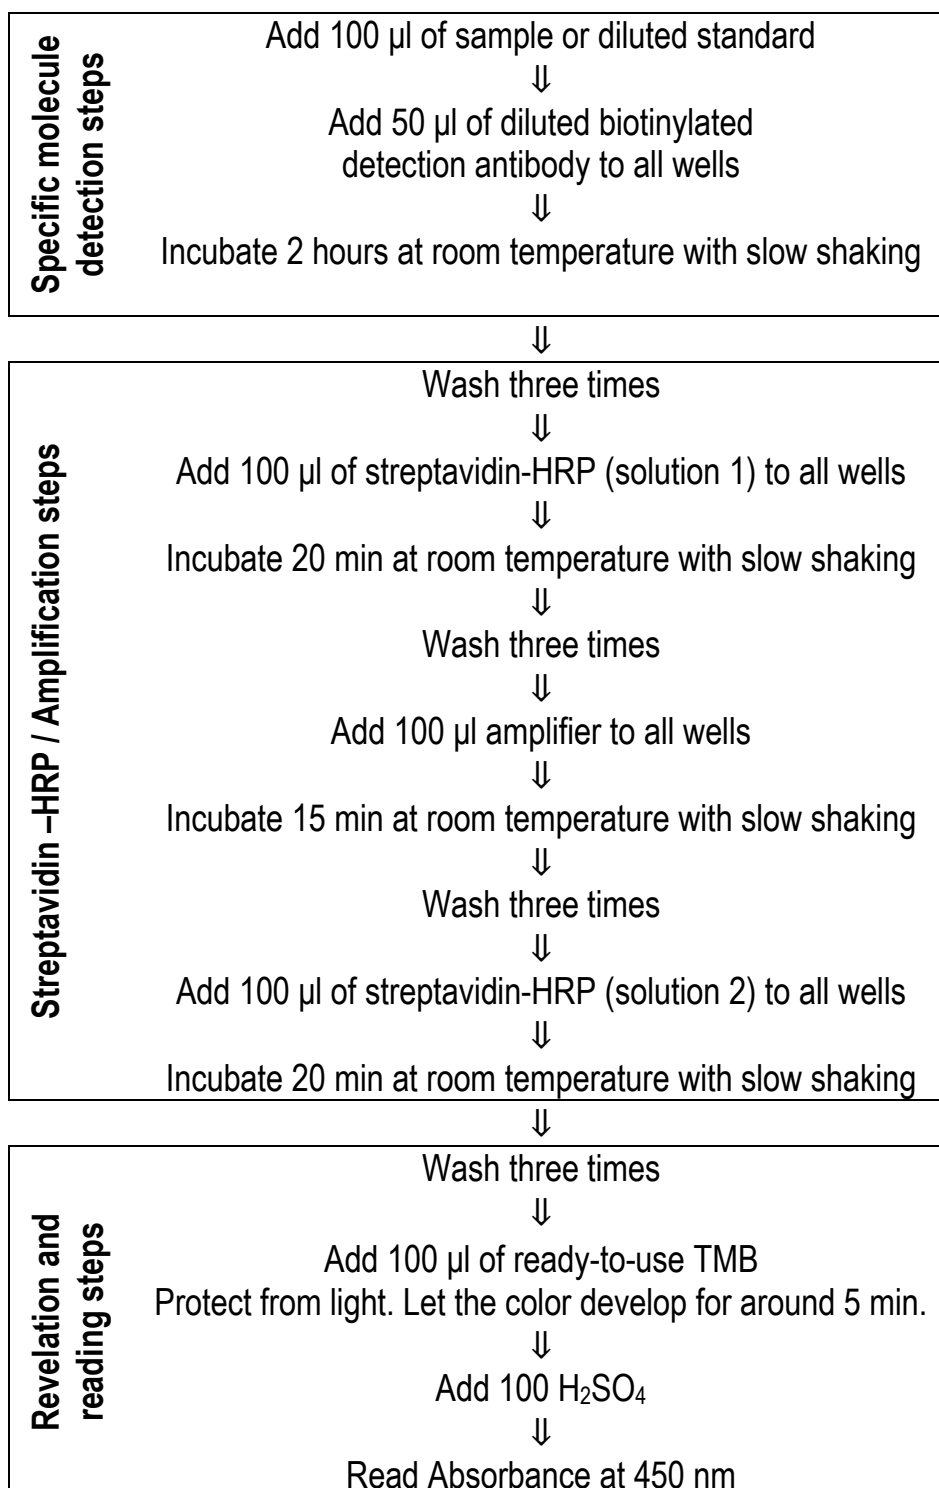 Specific molecule
detection steps
Add 100 µl of sample or diluted standard
⇓
Add 50 µl of diluted biotinylated
detection antibody to all wells
⇓
Incubate 2 hours at room temperature with slow shaking
⇓
Streptavidin –HRP / Amplification steps
Wash three times
⇓
Add 100 µl of streptavidin-HRP (solution 1) to all wells
⇓
Incubate 20 min at room temperature with slow shaking
⇓
Wash three times
⇓
Add 100 µl amplifier to all wells
⇓
Incubate 15 min at room temperature with slow shaking
⇓
Wash three times
⇓
Add 100 µl of streptavidin-HRP (solution 2) to all wells
⇓
Incubate 20 min at room temperature with slow shaking
⇓
Revelation and
reading steps
Wash three times
⇓
Add 100 µl of ready-to-use TMB
Protect from light. Let the color develop for around 5 min.
⇓
Add 100 H₂SO₄
⇓
Read Absorbance at 450 nm